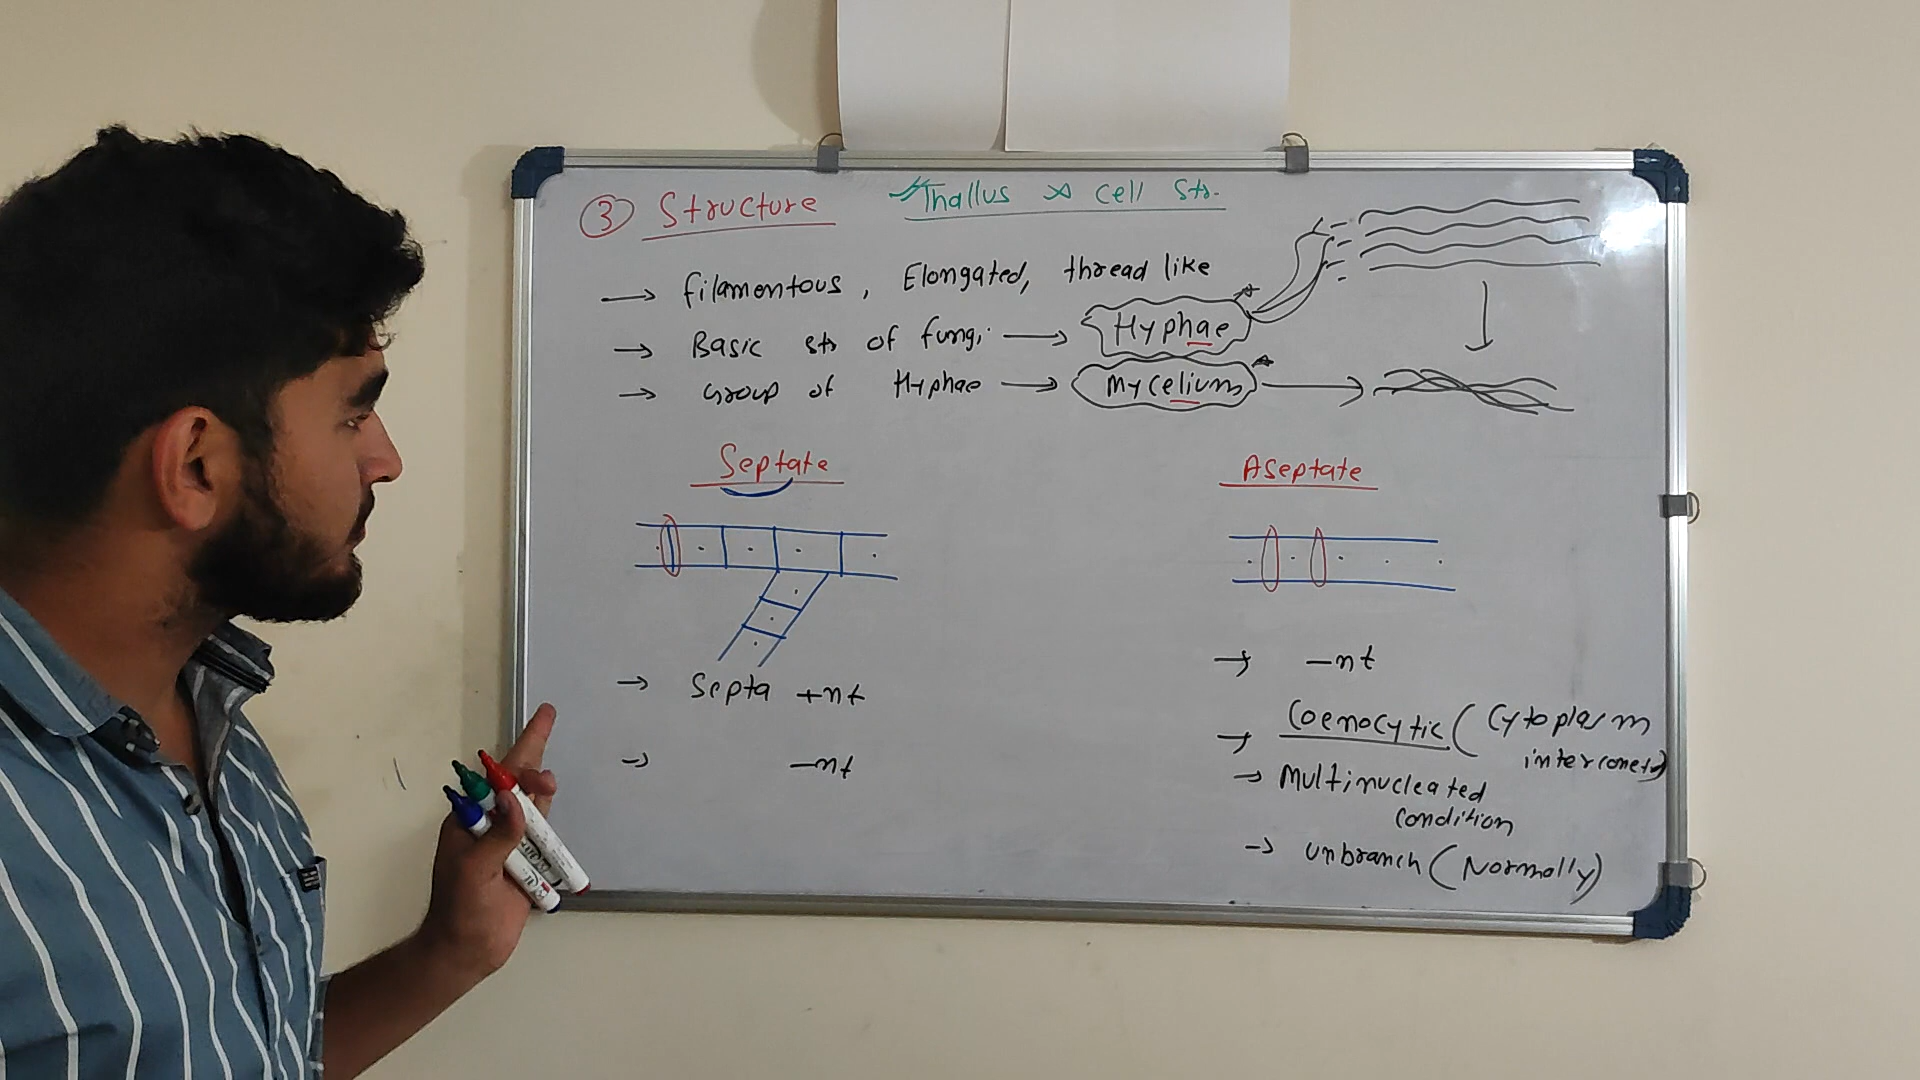 ③ Structure
Thallus cell Str.
→ filamentous, Elongated, thread like
→ Basic str of fungi → Hyphae
→ Group of Hyphae → Mycelium →
Septate
Aseptate
→ Septa +nt
→ −nt
→ −nt
→ Coenocytic (Cytoplasm
→ Multinucleated
condition
→ unbranch (Normally)